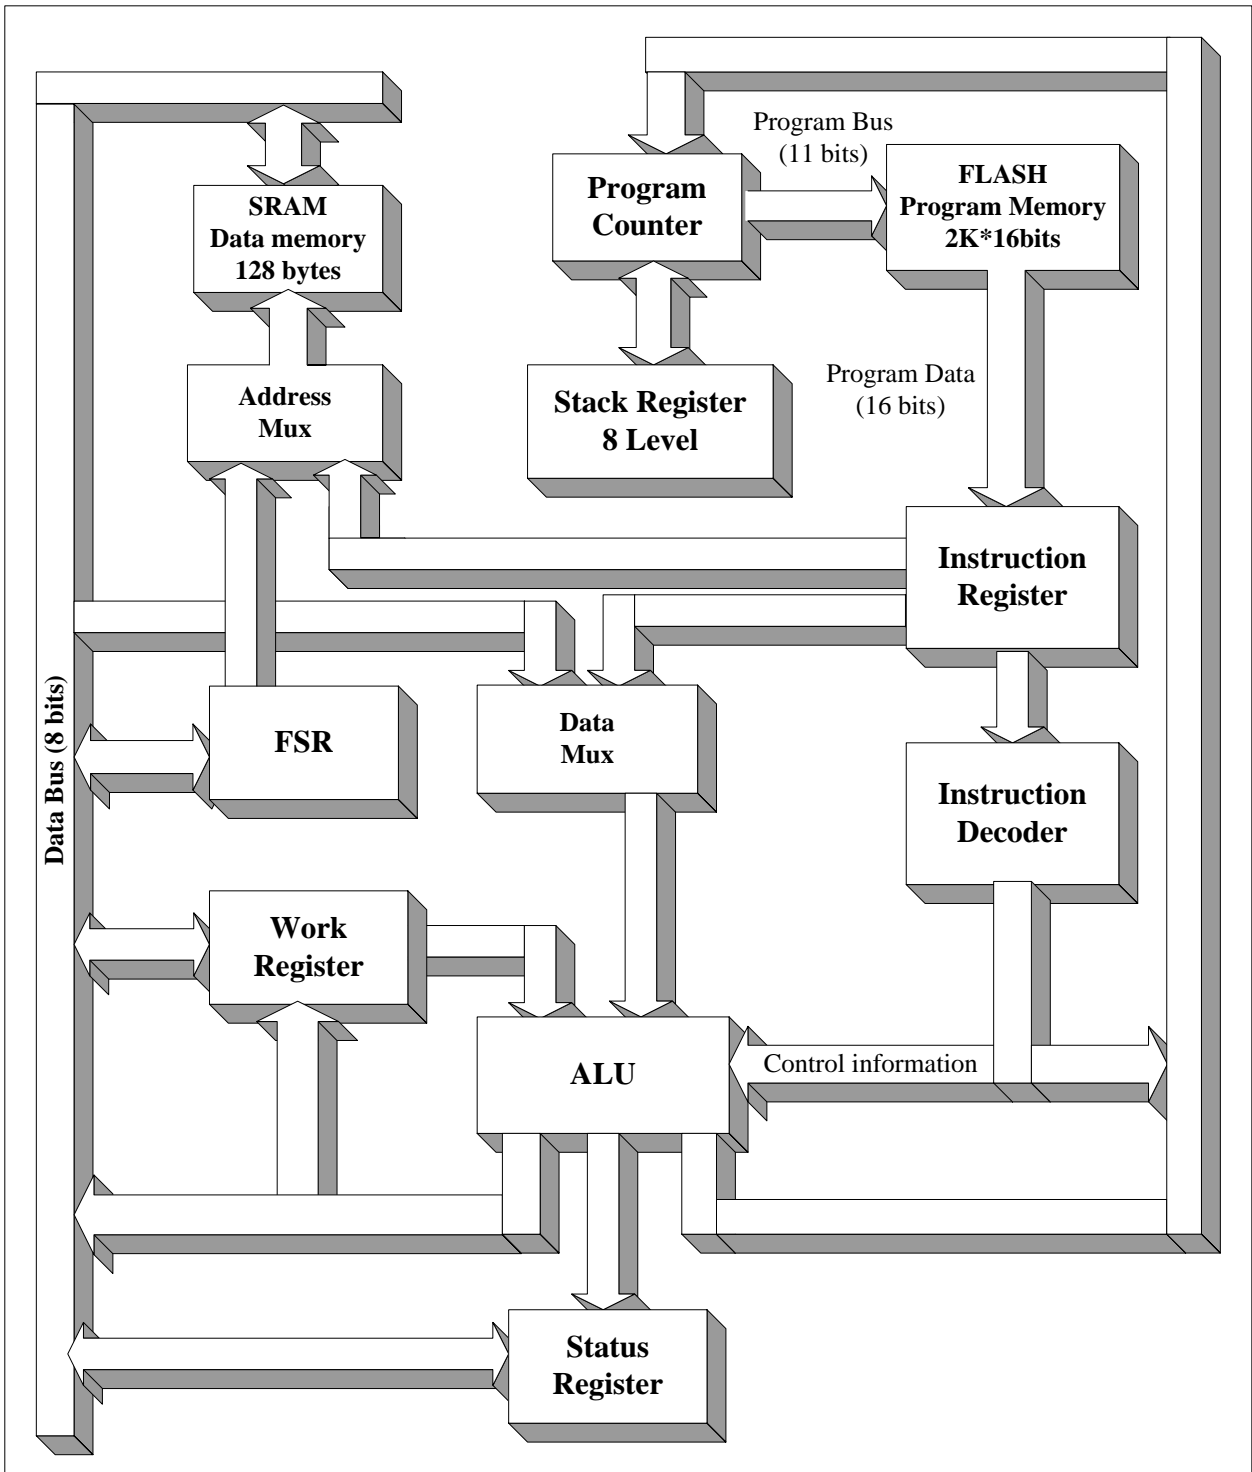 Program Bus
(11 bits)
SRAM
Data memory
128 bytes
Program
Counter
FLASH
Program Memory
2K*16bits
Address
Mux
Stack Register
8 Level
Program Data
(16 bits)
Instruction
Register
Data Bus (8 bits)
FSR
Data
Mux
Instruction
Decoder
Work
Register
ALU
Control information
Status
Register